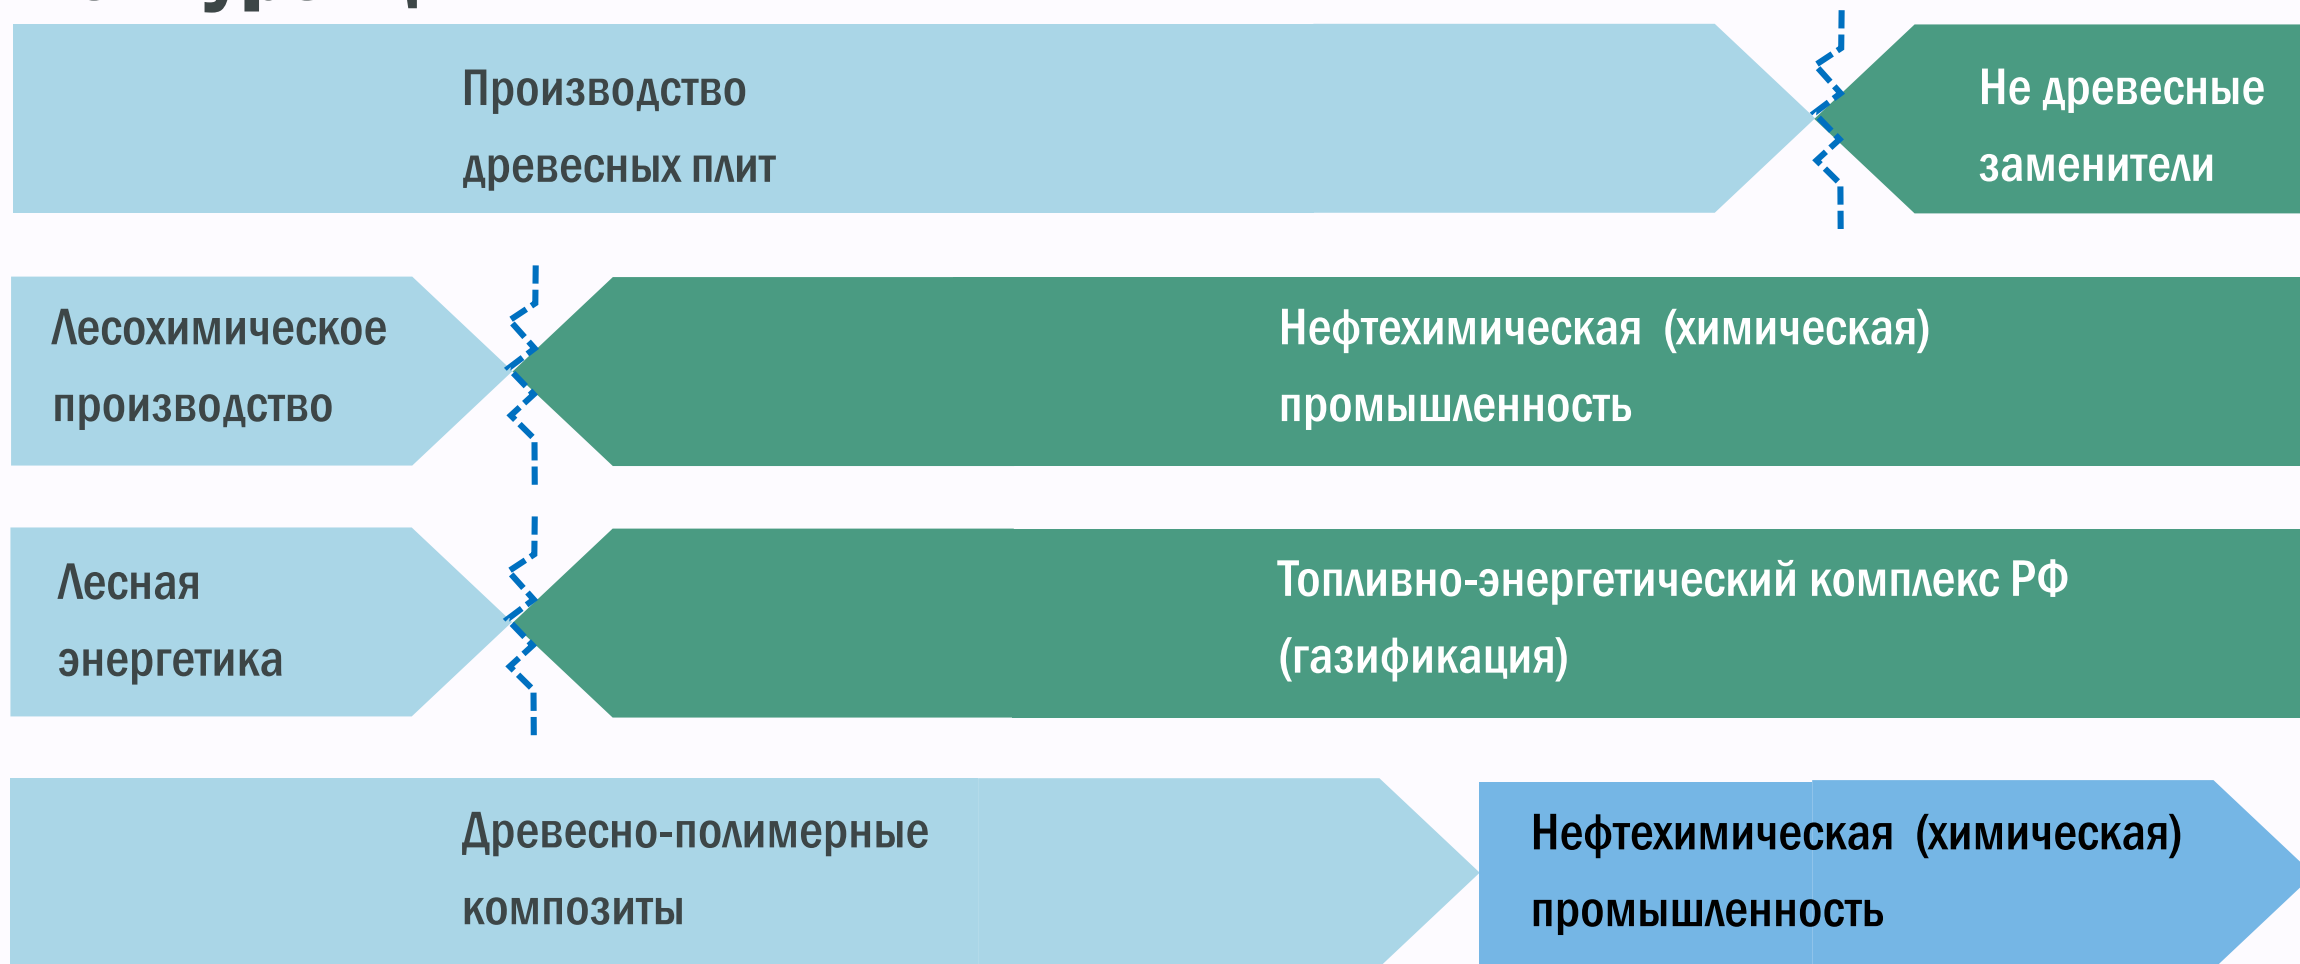 Производство
древесных плит
Не древесные
заменители
Лесохимическое
производство
Нефтехимическая (химическая)
промышленность
Лесная
энергетика
Топливно-энергетический комплекс РФ
(газификация)
Древесно-полимерные
композиты
Нефтехимическая (химическая)
промышленность